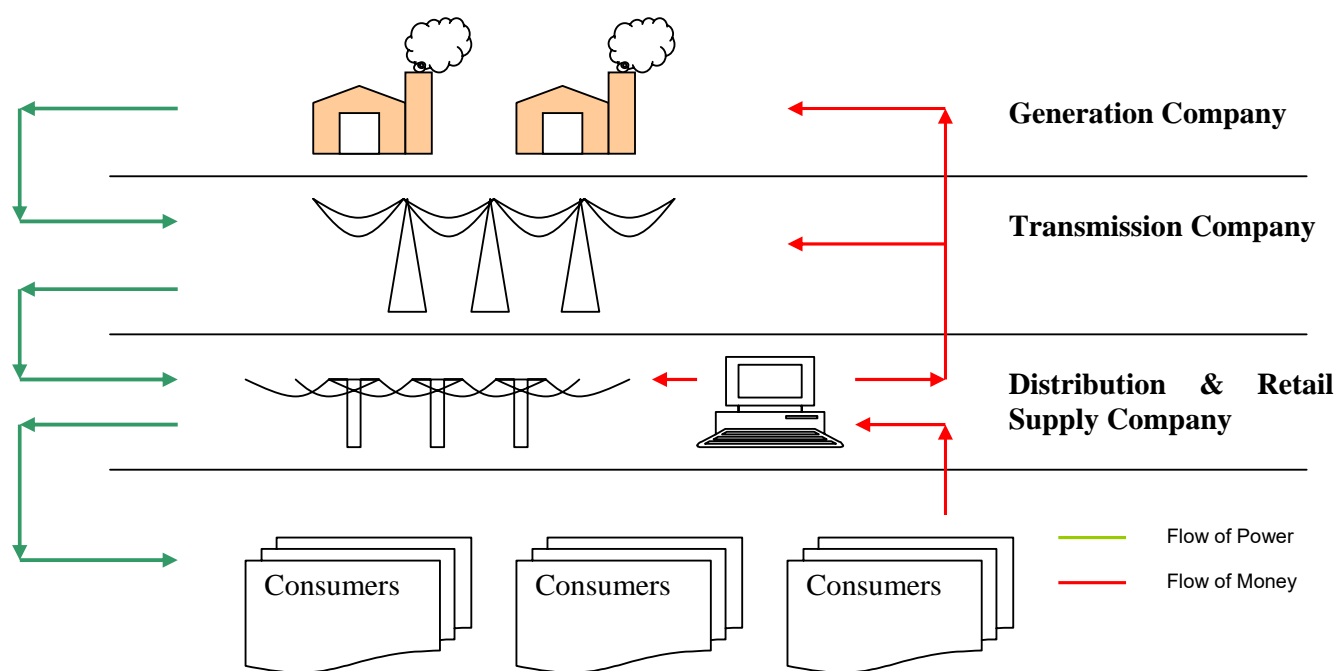 Generation Company
Transmission Company
Distribution & Retail
Supply Company
Consumers
Consumers
Consumers
Flow of Power
Flow of Money